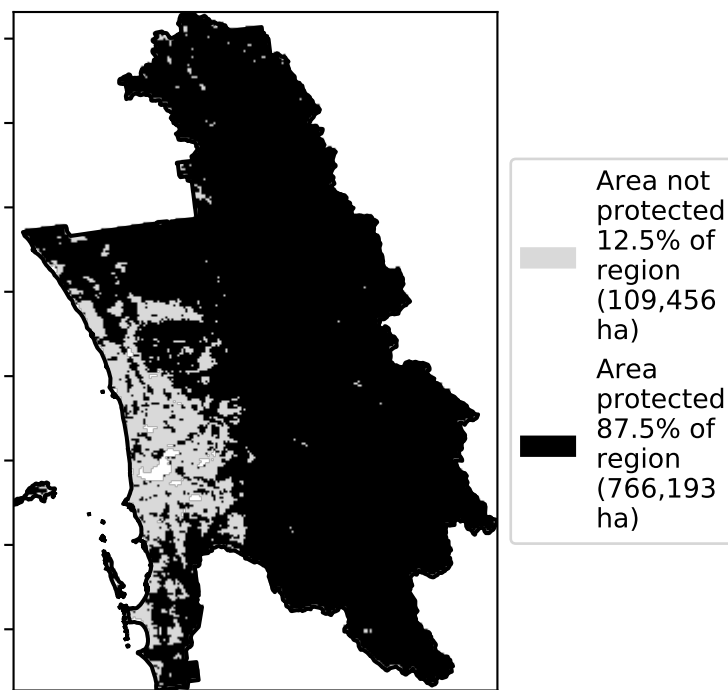 Area not
protected
12.5% of
region
(109,456
ha)
Area
protected
87.5% of
region
(766,193
ha)